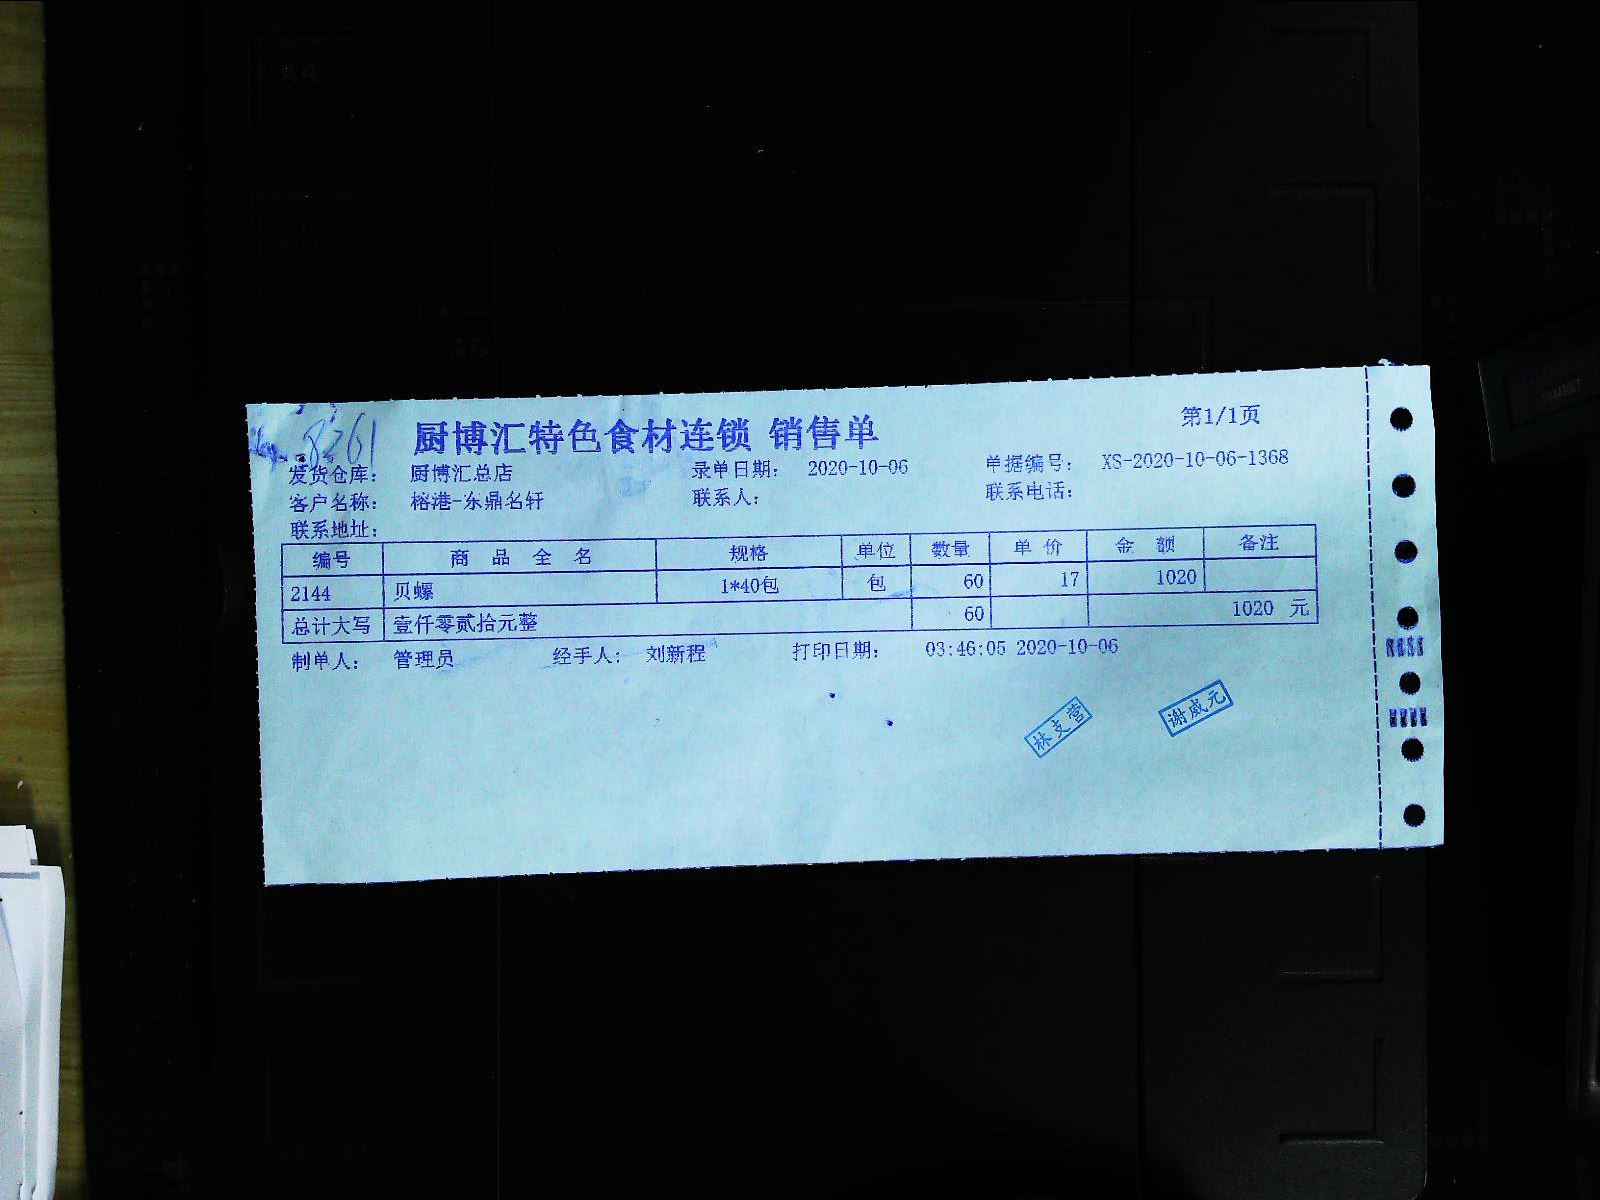 8261
厨博汇特色食材连锁 销售单
第1/1页
发货仓库: 厨博汇总店 录单日期: 2020-10-06 单据编号: XS-2020-10-06-1368
客户名称: 榕港-东鼎名轩 联系人: 联系电话:
联系地址:
编号 商 品 全 名 规格 单位 数量 单 价 金 额 备注
2144 贝螺 1*40包 包 60 17 1020
总计大写 壹仟零贰拾元整 60 1020 元
制单人: 管理员 经手人: 刘新程 打印日期: 03:46:05 2020-10-06
林支营
谢威元